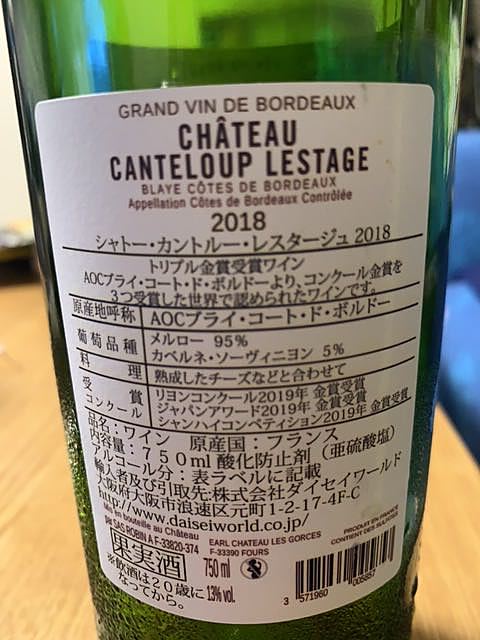 GRAND VIN DE BORDEAUX
CHÂTEAU
CANTELOUP LESTAGE
BLAYE CÔTES DE BORDEAUX
Appellation Côtes de Bordeaux Contrôlée
2018
シャトー・カントルー・レスタージュ 2018
トリプル金賞受賞ワイン
AOCブライ・コート・ド・ボルドーより、コンクール金賞を
3つ受賞した世界で認められたワインです。
原産地呼称 AOCブライ・コート・ド・ボルドー
葡萄品種 メルロー 95%
カベルネ・ソーヴィニヨン 5%
料理 熟成したチーズなどと合わせて
受賞 リヨンコンクール2019年 金賞受賞
コンクール ジャパンアワード2019年 金賞受賞
シャンハイコンペティション2019年 金賞受賞
品名:ワイン 原産国:フランス
内容量:750ml 酸化防止剤(亜硫酸塩)
アルコール分:表ラベルに記載
輸入者及び引取先:株式会社ダイセイワールド
大阪府大阪市浪速区元町1-2-17-4F-C
http://www.daiseiworld.co.jp/
Mis en bouteille au Château
par SAS ROBIN A F-33820-374
EARL CHATEAU LES GORCES
F-33390 FOURS
PRODUIT EN FRANCE
CONTIENT DES SULFITES
果実酒
750 ml
13% vol.
※飲酒は20歳に
なってから。
3 571960 005857